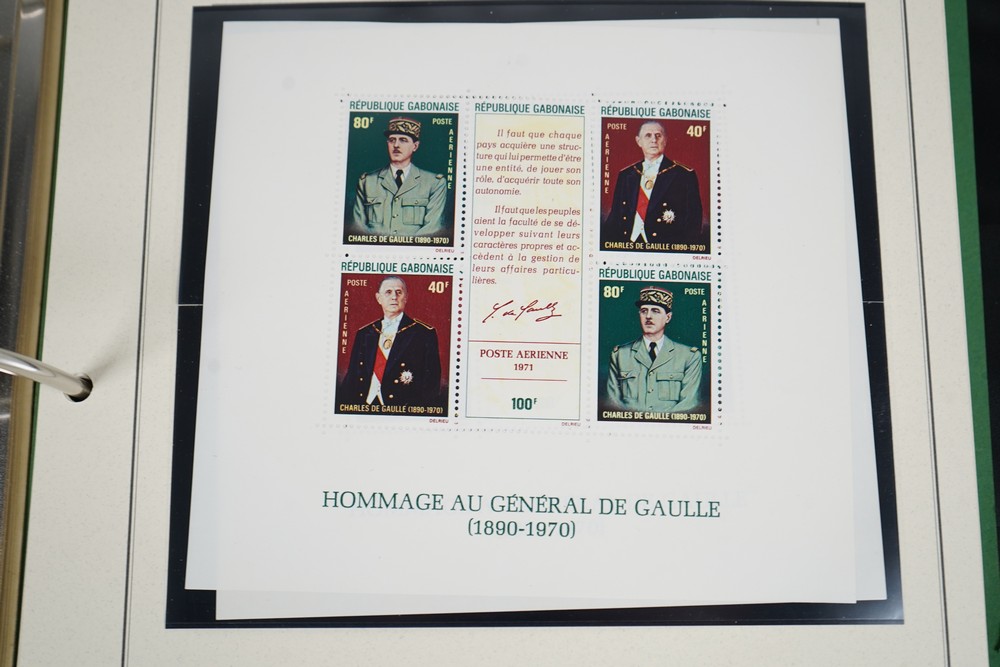 RÉPUBLIQUE GABONAISE
80F
POSTE
AÉRIENNE
CHARLES DE GAULLE (1890-1970)
DELRIEU
RÉPUBLIQUE GABONAISE
Il faut que chaque
pays acquière une struc-
ture qui lui permette d'être
une entité, de jouer son
rôle, d'acquérir toute son
autonomie.
Il faut que les peuples
aient la faculté de se dé-
velopper suivant leurs
caractères propres et ac-
cèdent à la gestion de
leurs affaires particu-
lières.
C. de Gaulle
POSTE AERIENNE
1971
100F
DELRIEU
RÉPUBLIQUE GABONAISE
POSTE
40F
AERIENNE
CHARLES DE GAULLE (1890-1970)
DELRIEU
RÉPUBLIQUE GABONAISE
POSTE
40F
AERIENNE
CHARLES DE GAULLE (1890-1970)
DELRIEU
RÉPUBLIQUE GABONAISE
80F
POSTE
AERIENNE
CHARLES DE GAULLE (1890-1970)
DELRIEU
HOMMAGE AU GÉNÉRAL DE GAULLE
(1890-1970)